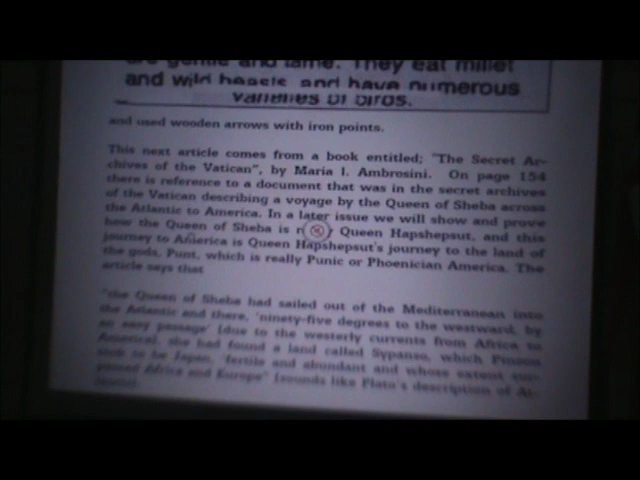 are gentle and tame. They eat millet
and wild beasts and have numerous
varieties of birds.
and used wooden arrows with iron points.
This next article comes from a book entitled; "The Secret Ar-
chives of the Vatican", by Maria I. Ambrosini. On page 154
there is reference to a document that was in the secret archives
of the Vatican describing a voyage by the Queen of Sheba across
the Atlantic to America. In a later issue we will show and prove
how the Queen of Sheba is Queen Hapshepsut, and this
journey to America is Queen Hapshepsut's journey to the land of
the gods, Punt, which is really Punic or Phoenician America. The
article says that
"the Queen of Sheba had sailed out of the Mediterranean into
the Atlantic and there, 'ninety-five degrees to the westward, by
an easy passage' [due to the westerly currents from Africa to
America], she had found a land called Sypanso, which Pinzon
took to be Japan, 'fertile and abundant and whose extent
passed Africa and Europe" [sounds like Plato's description of At-